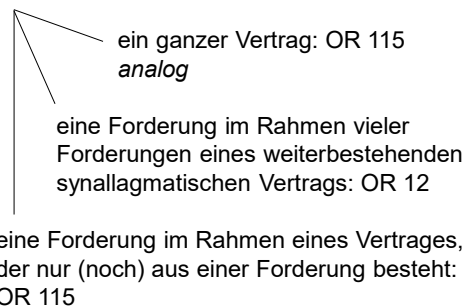 ein ganzer Vertrag: OR 115
analog
eine Forderung im Rahmen vieler
Forderungen eines weiterbestehenden
synallagmatischen Vertrags: OR 12
eine Forderung im Rahmen eines Vertrages,
der nur (noch) aus einer Forderung besteht:
OR 115